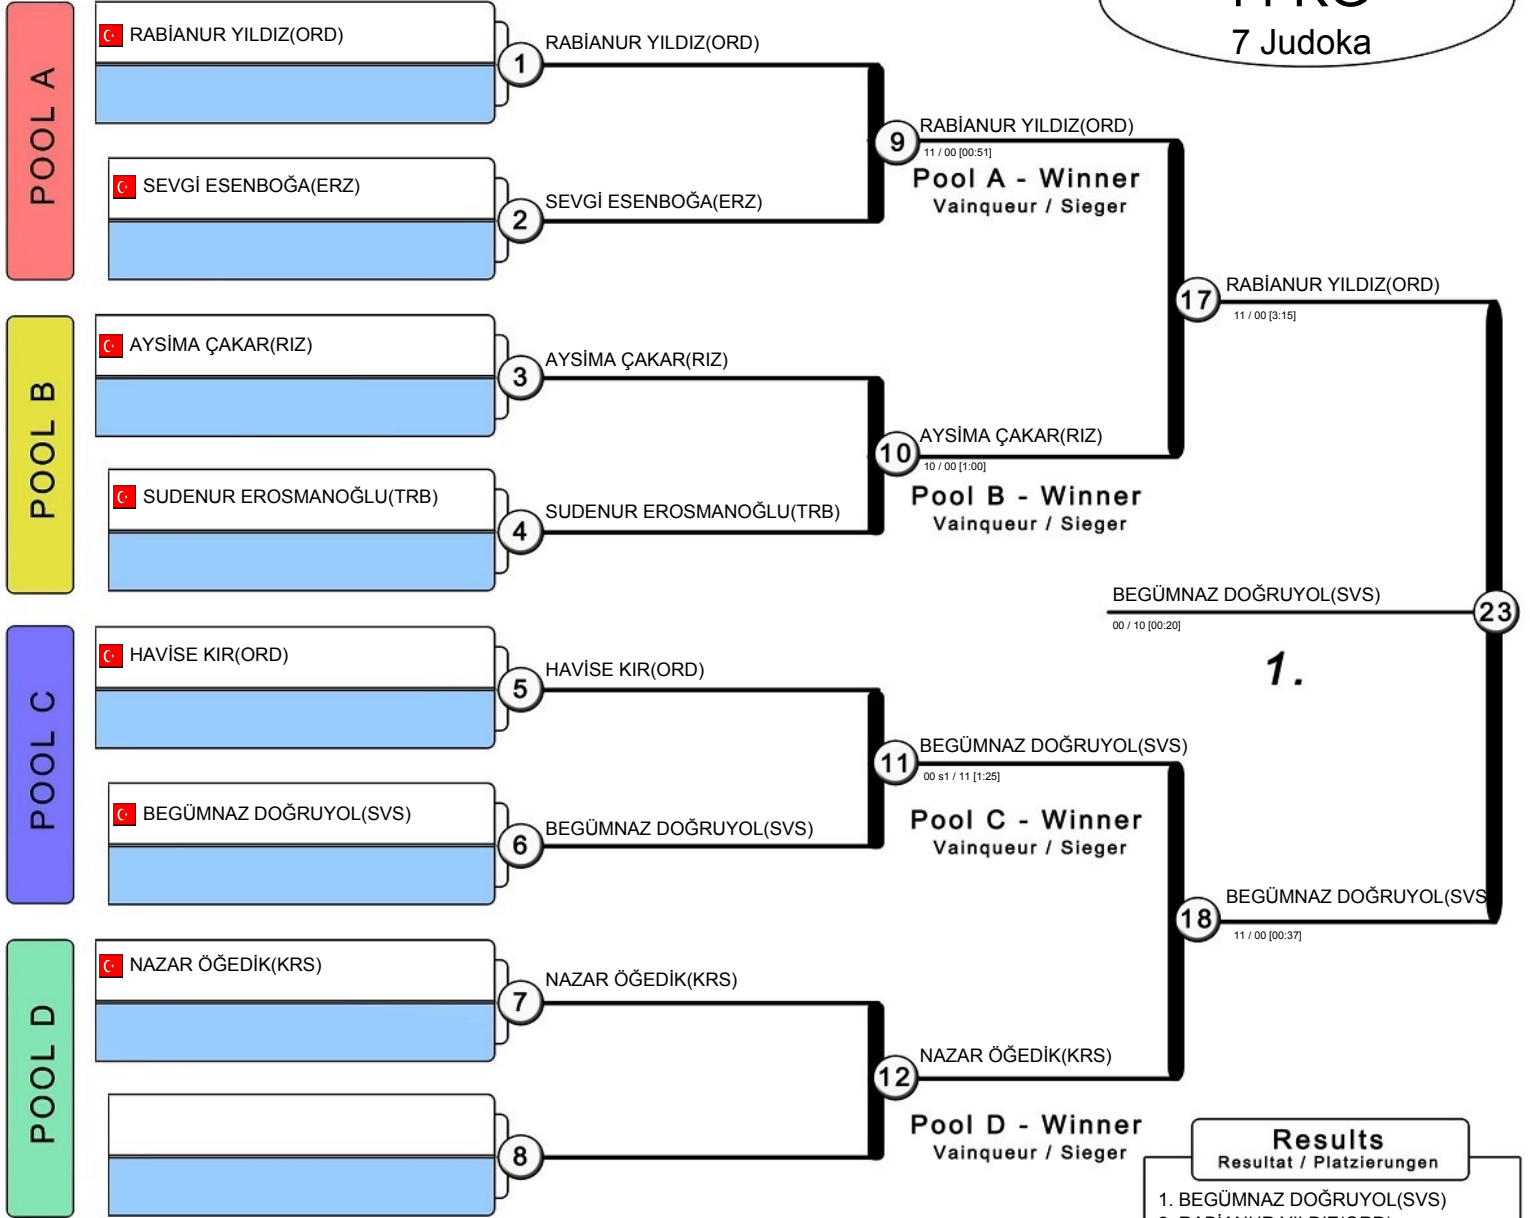 7 Judoka
POOL A
RABİANUR YILDIZ(ORD)
1
RABİANUR YILDIZ(ORD)
SEVGİ ESENBOĞA(ERZ)
2
SEVGİ ESENBOĞA(ERZ)
9
RABİANUR YILDIZ(ORD)
11 / 00 [00:51]
Pool A - Winner
Vainqueur / Sieger
POOL B
AYSİMA ÇAKAR(RIZ)
3
AYSİMA ÇAKAR(RIZ)
SUDENUR EROSMANOĞLU(TRB)
4
SUDENUR EROSMANOĞLU(TRB)
10
AYSİMA ÇAKAR(RIZ)
10 / 00 [1:00]
Pool B - Winner
Vainqueur / Sieger
17
RABİANUR YILDIZ(ORD)
11 / 00 [3:15]
POOL C
HAVİSE KIR(ORD)
5
HAVİSE KIR(ORD)
BEGÜMNAZ DOĞRUYOL(SVS)
6
BEGÜMNAZ DOĞRUYOL(SVS)
11
BEGÜMNAZ DOĞRUYOL(SVS)
00 s1 / 11 [1:25]
Pool C - Winner
Vainqueur / Sieger
POOL D
NAZAR ÖĞEDİK(KRS)
7
NAZAR ÖĞEDİK(KRS)
8
12
NAZAR ÖĞEDİK(KRS)
Pool D - Winner
Vainqueur / Sieger
18
BEGÜMNAZ DOĞRUYOL(SVS
11 / 00 [00:37]
BEGÜMNAZ DOĞRUYOL(SVS)
23
00 / 10 [00:20]
1.
Results
Resultat / Platzierungen
1. BEGÜMNAZ DOĞRUYOL(SVS)